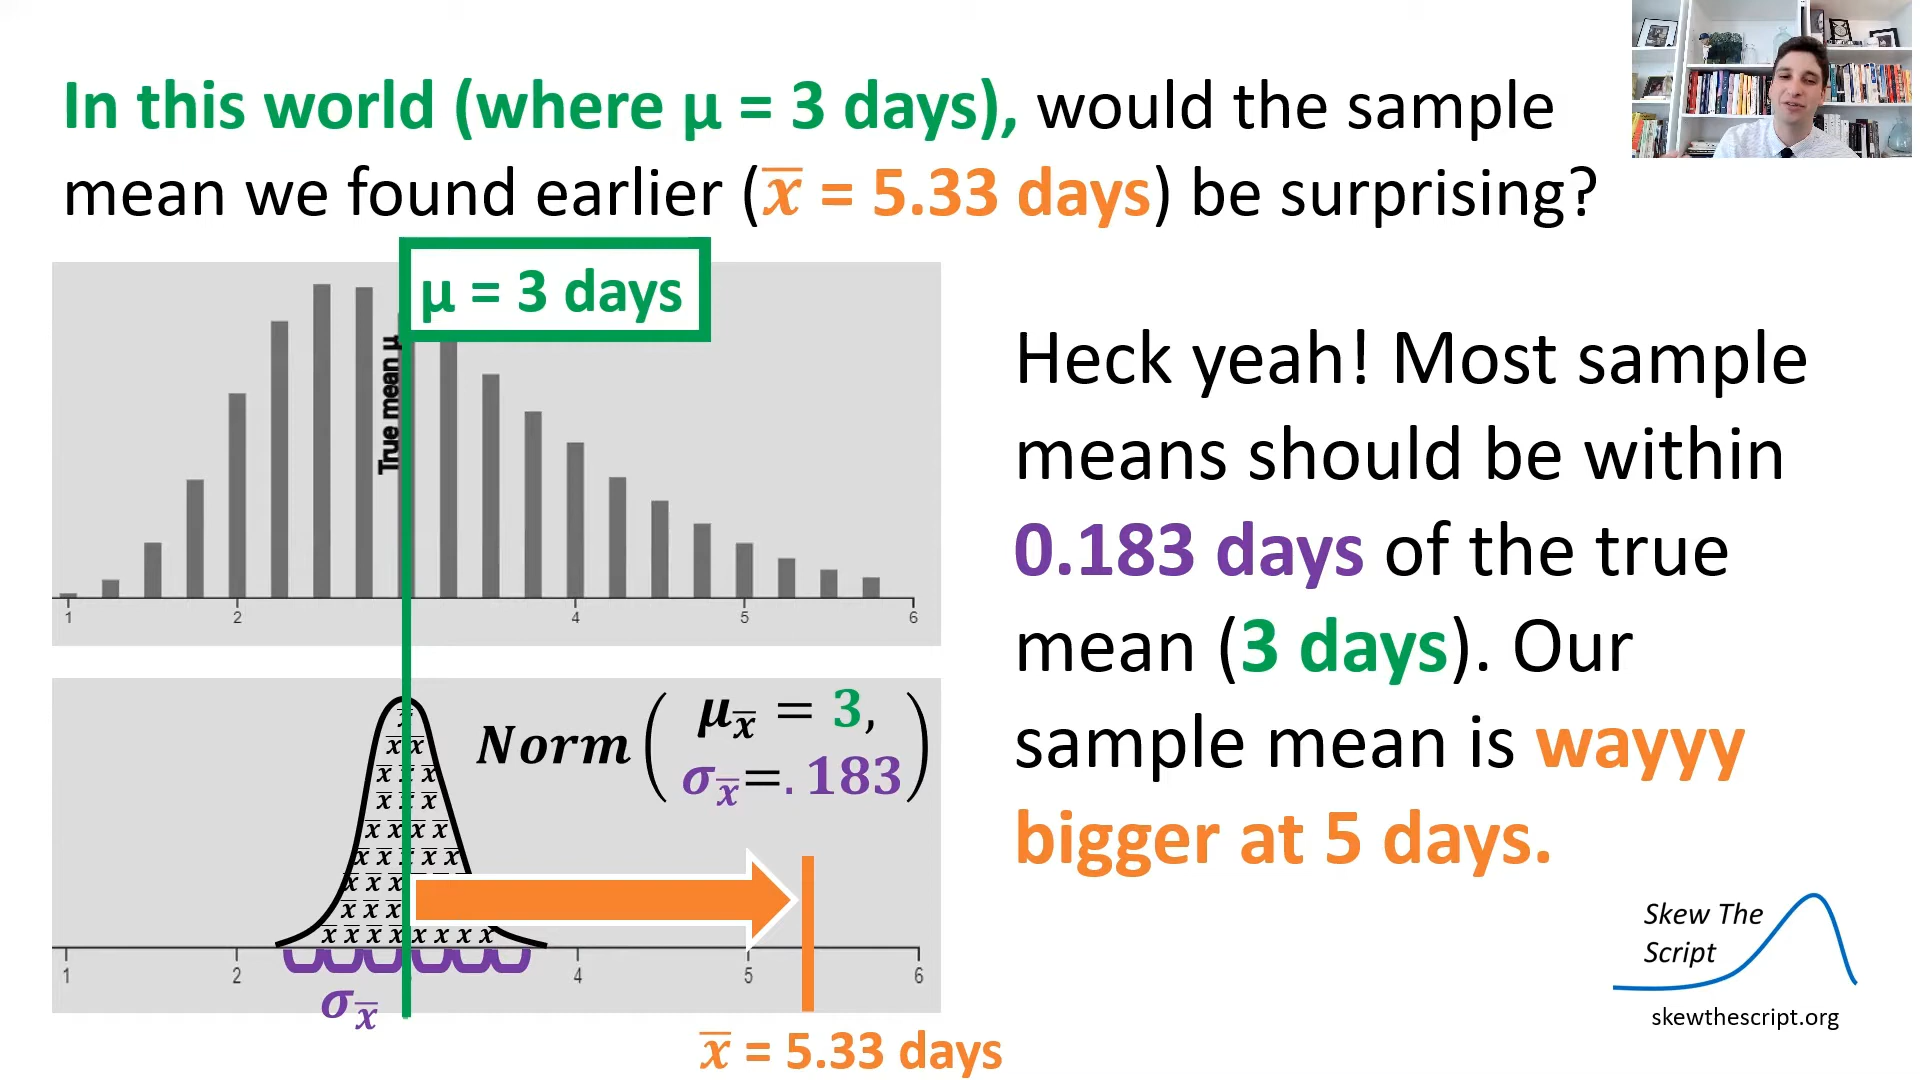 In this world (where μ = 3 days), would the sample
mean we found earlier (x̅ = 5.33 days) be surprising?
μ = 3 days
True mean μ
1 2 4 5 6
Heck yeah! Most sample
means should be within
0.183 days of the true
mean (3 days). Our
sample mean is wayyy
bigger at 5 days.
Norm ( μx̅ = 3,
σx̅=.183 )
x̅
x̅ x̅
x̅ x̅ x̅
x̅ x̅ x̅
x̅ x̅ x̅ x̅
x̅ x̅ x̅ x̅ x̅
x̅ x̅ x̅
x̅ x̅ x̅
x̅ x̅ x̅ x̅ x̅ x̅ x̅ x̅
1 2 4 5 6
σx̅
x̅ = 5.33 days
Skew The
Script
skewthescript.org